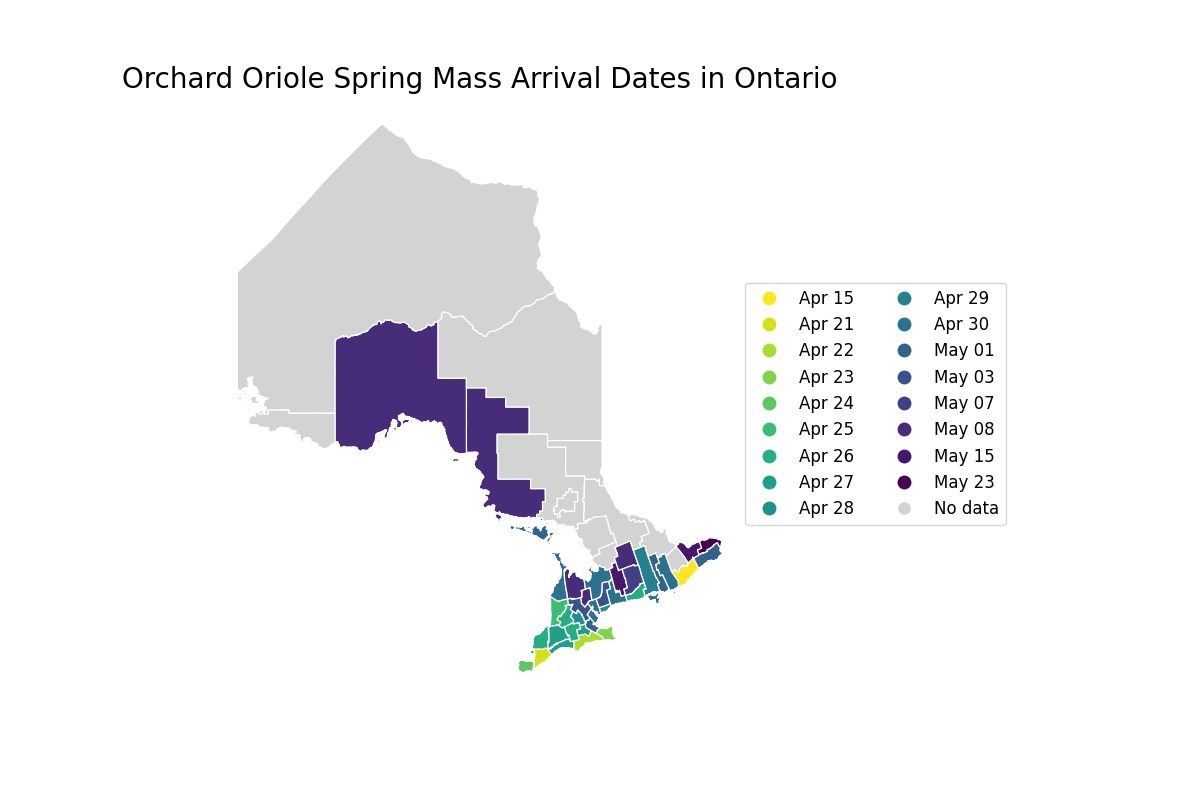 Orchard Oriole Spring Mass Arrival Dates in Ontario
Apr 15
Apr 21
Apr 22
Apr 23
Apr 24
Apr 25
Apr 26
Apr 27
Apr 28
Apr 29
Apr 30
May 01
May 03
May 07
May 08
May 15
May 23
No data